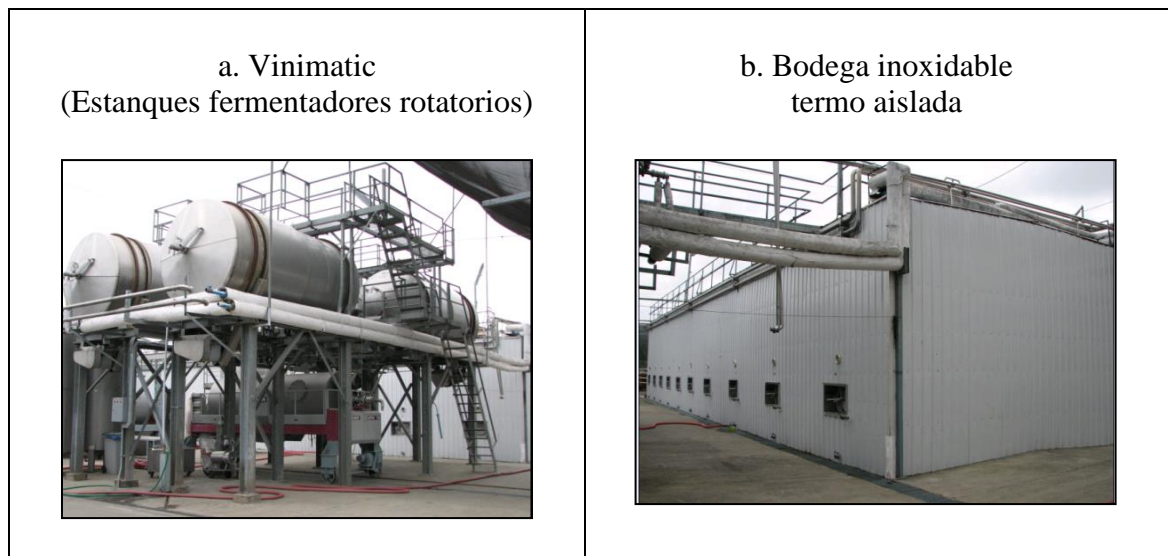 a. Vinimatic
(Estanques fermentadores rotatorios)
b. Bodega inoxidable
termo aislada